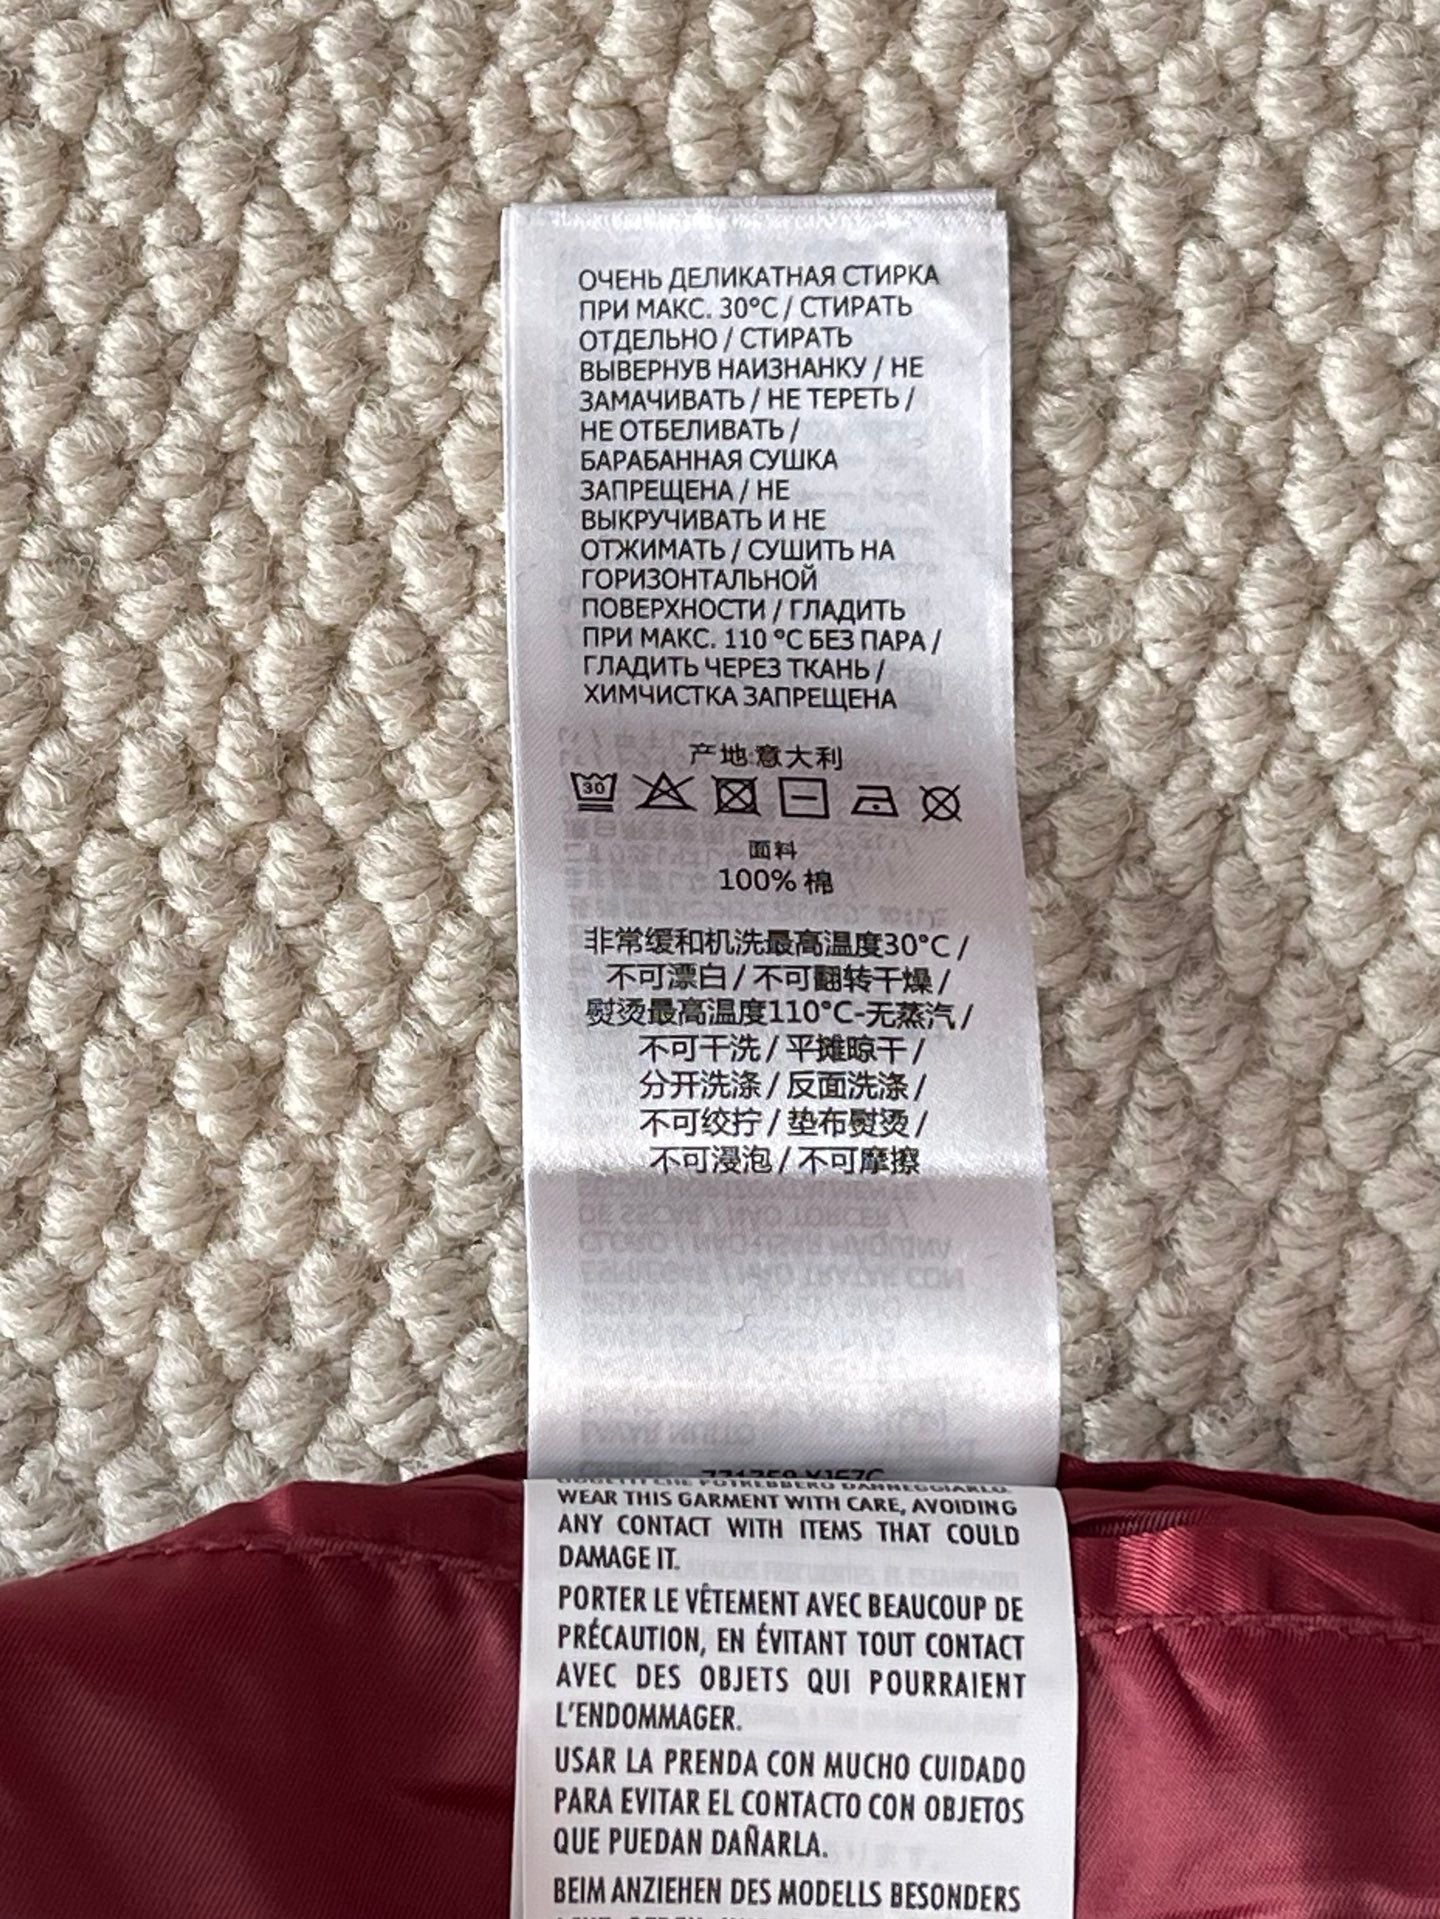 ОЧЕНЬ ДЕЛИКАТНАЯ СТИРКА
ПРИ МАКС. 30°C / СТИРАТЬ
ОТДЕЛЬНО / СТИРАТЬ
ВЫВЕРНУВ НАИЗНАНКУ / НЕ
ЗАМАЧИВАТЬ / НЕ ТЕРЕТЬ /
НЕ ОТБЕЛИВАТЬ /
БАРАБАННАЯ СУШКА
ЗАПРЕЩЕНА / НЕ
ВЫКРУЧИВАТЬ И НЕ
ОТЖИМАТЬ / СУШИТЬ НА
ГОРИЗОНТАЛЬНОЙ
ПОВЕРХНОСТИ / ГЛАДИТЬ
ПРИ МАКС. 110 °C БЕЗ ПАРА /
ГЛАДИТЬ ЧЕРЕЗ ТКАНЬ /
ХИМЧИСТКА ЗАПРЕЩЕНА
产地意大利
30
面料
100% 棉
非常缓和机洗最高温度30°C /
不可漂白 / 不可翻转干燥 /
熨烫最高温度110°C-无蒸汽 /
不可干洗 / 平摊晾干 /
分开洗涤 / 反面洗涤 /
不可绞拧 / 垫布熨烫 /
不可浸泡 / 不可摩擦
WEAR THIS GARMENT WITH CARE, AVOIDING
ANY CONTACT WITH ITEMS THAT COULD
DAMAGE IT.
PORTER LE VÊTEMENT AVEC BEAUCOUP DE
PRÉCAUTION, EN ÉVITANT TOUT CONTACT
AVEC DES OBJETS QUI POURRAIENT
L'ENDOMMAGER.
USAR LA PRENDA CON MUCHO CUIDADO
PARA EVITAR EL CONTACTO CON OBJETOS
QUE PUEDAN DAÑARLA.
BEIM ANZIEHEN DES MODELLS BESONDERS